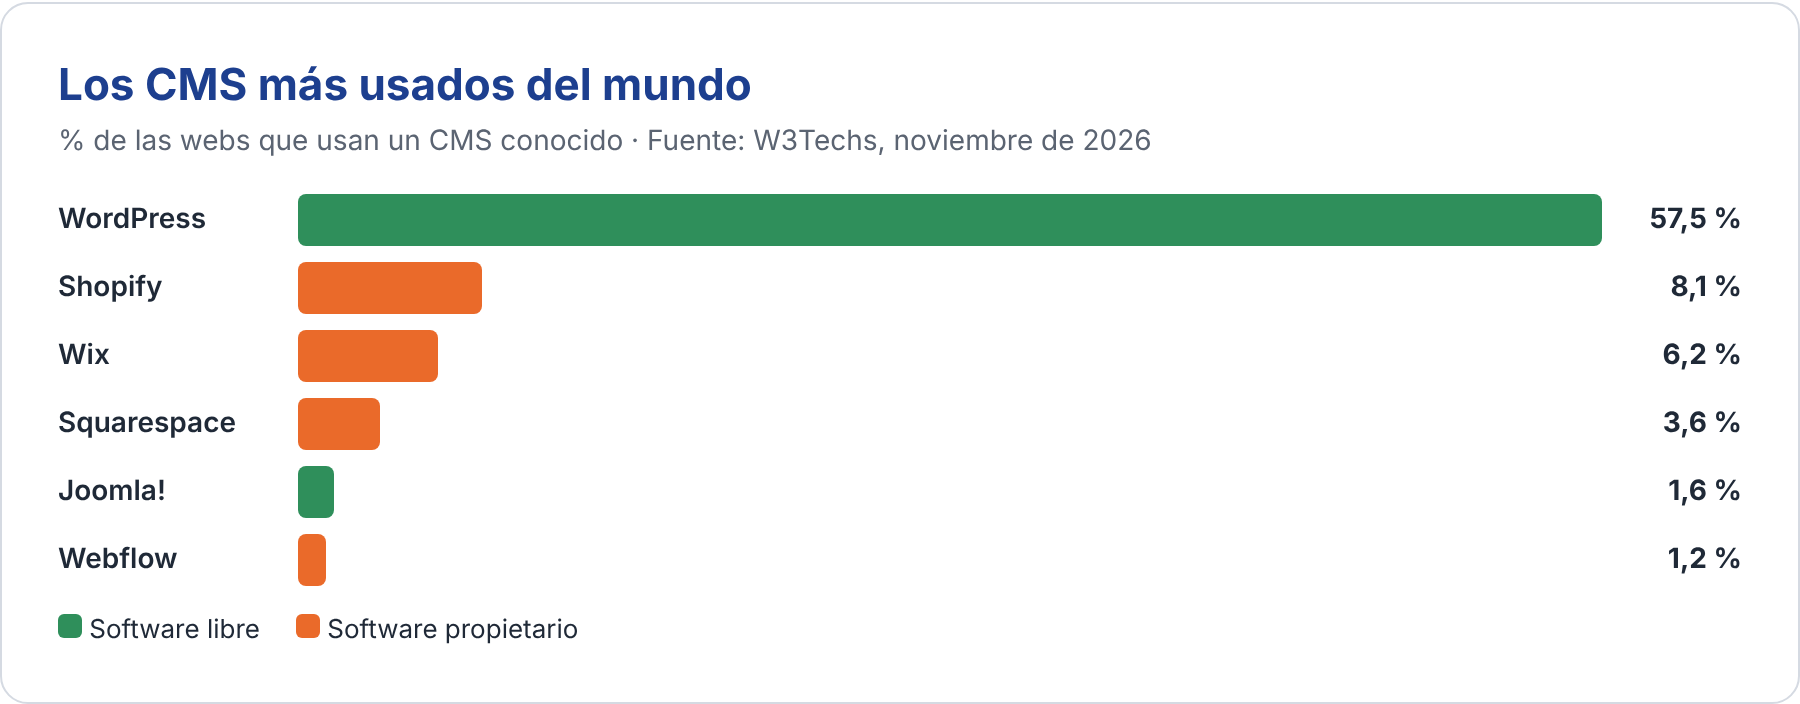 Los CMS más usados del mundo
% de las webs que usan un CMS conocido · Fuente: W3Techs, noviembre de 2026
WordPress 57,5 %
Shopify 8,1 %
Wix 6,2 %
Squarespace 3,6 %
Joomla! 1,6 %
Webflow 1,2 %
Software libre Software propietario